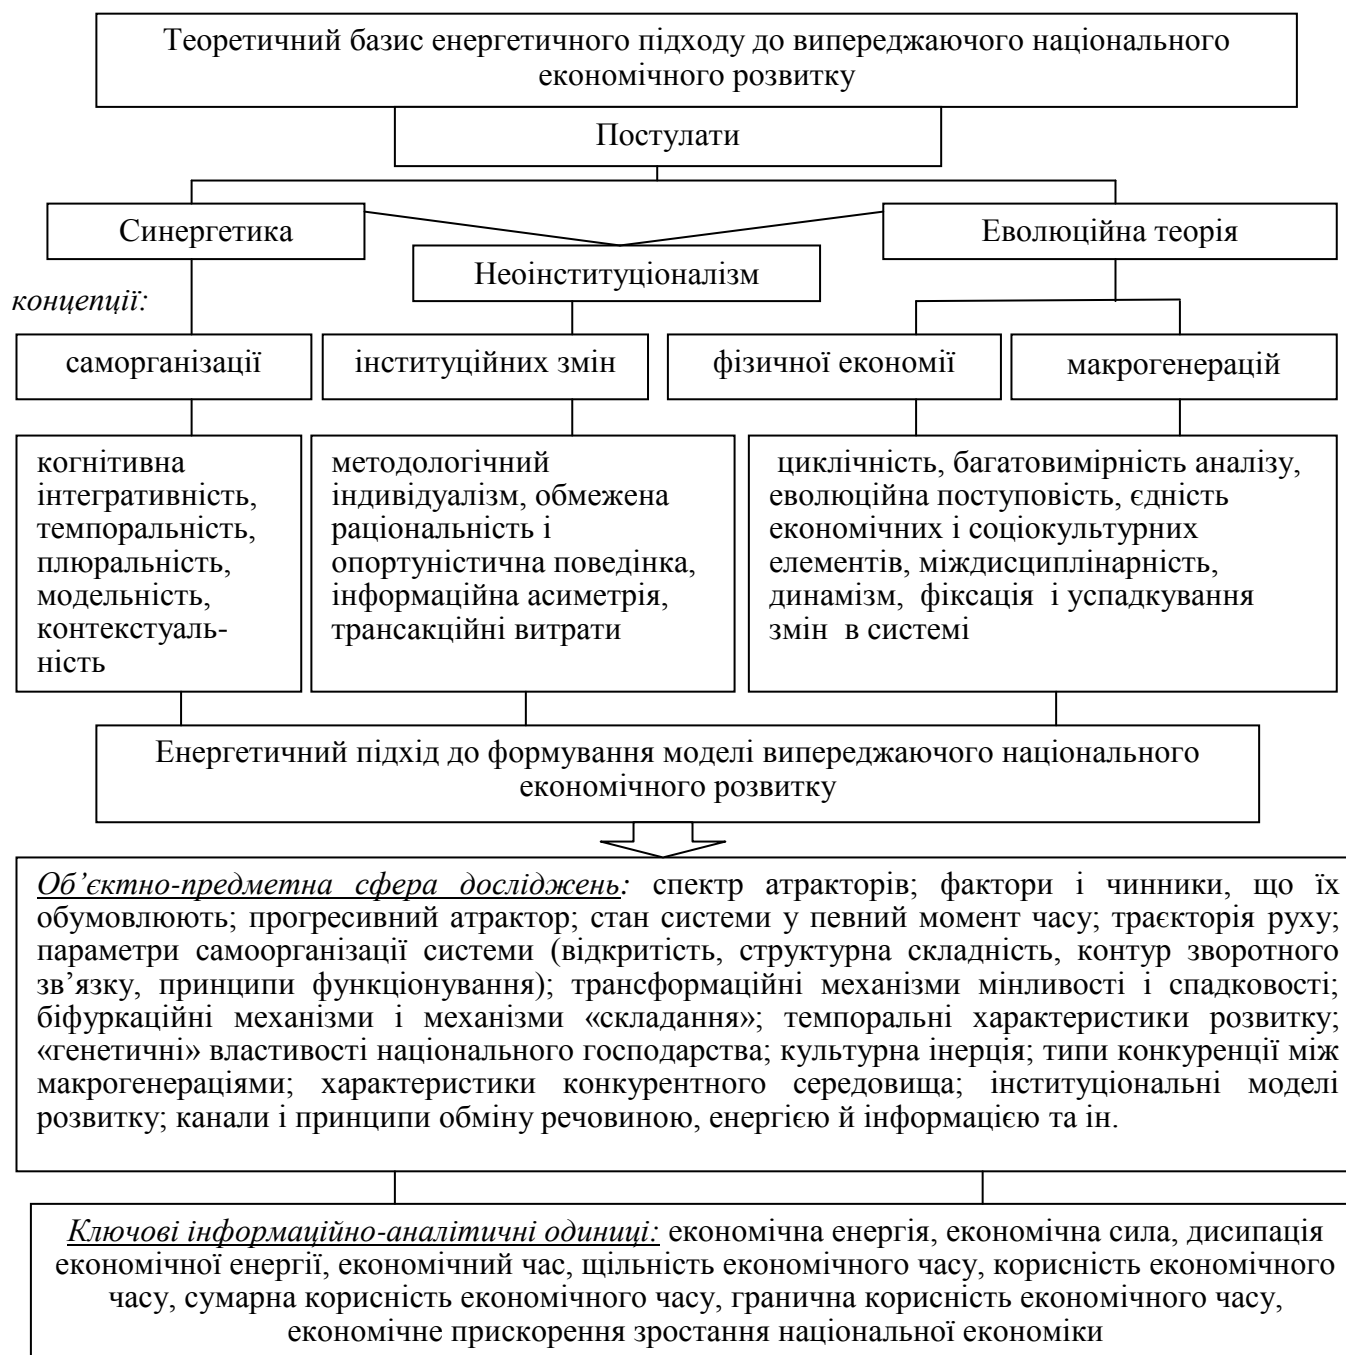 Теоретичний базис енергетичного підходу до випереджаючого національного
економічного розвитку
Постулати
Синергетика
Еволюційна теорія
Неоінституціоналізм
концепції:
самоорганізації
інституційних змін
фізичної економії
макрогенерацій
когнітивна
інтегративність,
темпоральність,
плюральність,
модельність,
контекстуаль-
ність
методологічний
індивідуалізм, обмежена
раціональність і
опортуністична поведінка,
інформаційна асиметрія,
трансакційні витрати
циклічність, багатовимірність аналізу,
еволюційна поступовість, єдність
економічних і соціокультурних
елементів, міждисциплінарність,
динамізм, фіксація і успадкування
змін в системі
Енергетичний підхід до формування моделі випереджаючого національного
економічного розвитку
Об’єктно-предметна сфера досліджень: спектр атракторів; фактори і чинники, що їх
обумовлюють; прогресивний атрактор; стан системи у певний момент часу; траєкторія руху;
параметри самоорганізації системи (відкритість, структурна складність, контур зворотного
зв’язку, принципи функціонування); трансформаційні механізми мінливості і спадковості;
біфуркаційні механізми і механізми «складання»; темпоральні характеристики розвитку;
«генетичні» властивості національного господарства; культурна інерція; типи конкуренції між
макрогенераціями; характеристики конкурентного середовища; інституціональні моделі
розвитку; канали і принципи обміну речовиною, енергією й інформацією та ін.
Ключові інформаційно-аналітичні одиниці: економічна енергія, економічна сила, дисипація
економічної енергії, економічний час, щільність економічного часу, корисність економічного
часу, сумарна корисність економічного часу, гранична корисність економічного часу,
економічне прискорення зростання національної економіки